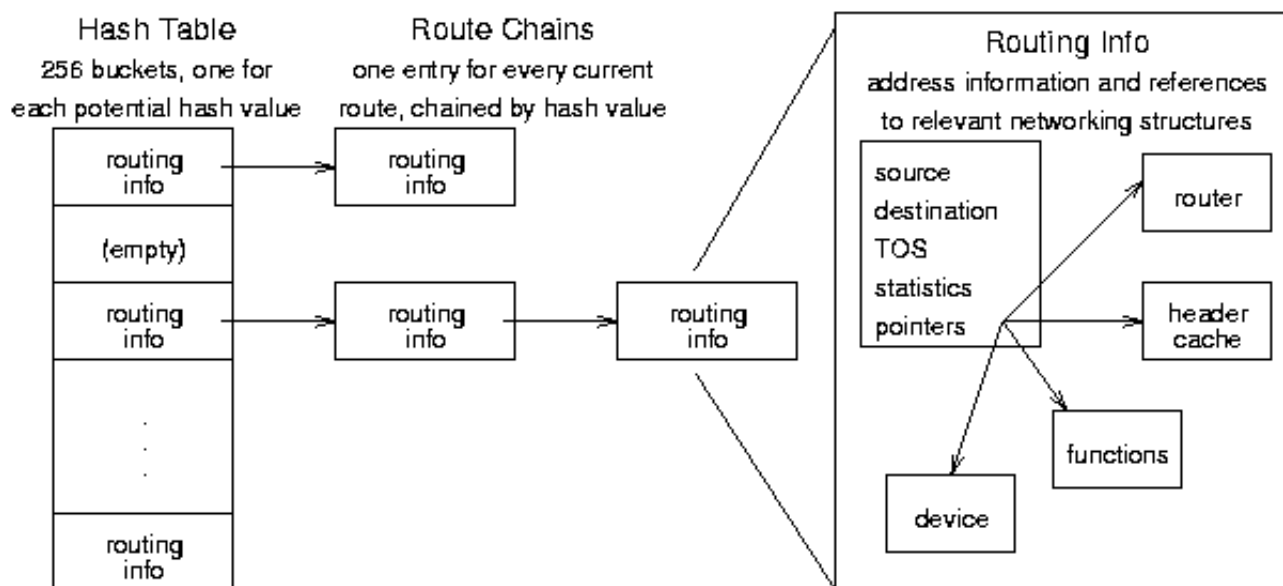 Hash Table
256 buckets, one for
each potential hash value
routing
info
(empty)
routing
info
.
.
.
routing
info
Route Chains
one entry for every current
route, chained by hash value
routing
info
routing
info
routing
info
Routing Info
address information and references
to relevant networking structures
source
destination
TOS
statistics
pointers
router
header
cache
functions
device